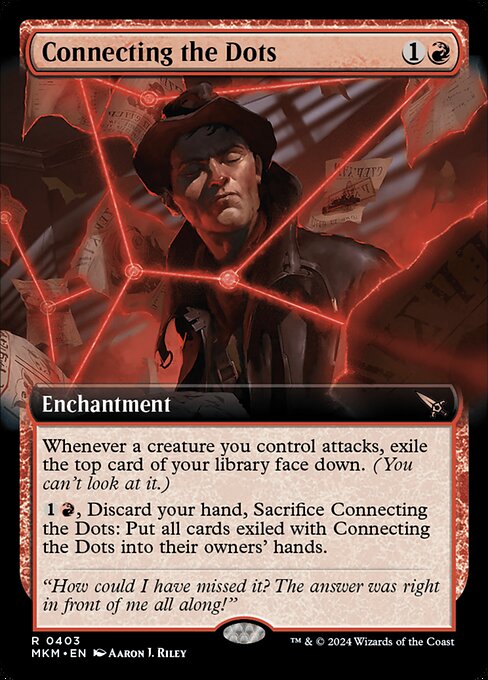 Connecting the Dots 1
Enchantment
Whenever a creature you control attacks, exile
the top card of your library face down. (You
can't look at it.)
1 , Discard your hand, Sacrifice Connecting
the Dots: Put all cards exiled with Connecting
the Dots into their owners' hands.
“How could I have missed it? The answer was right
in front of me all along!”
R 0403
MKM • EN AARON J. RILEY ™ & © 2024 Wizards of the Coast